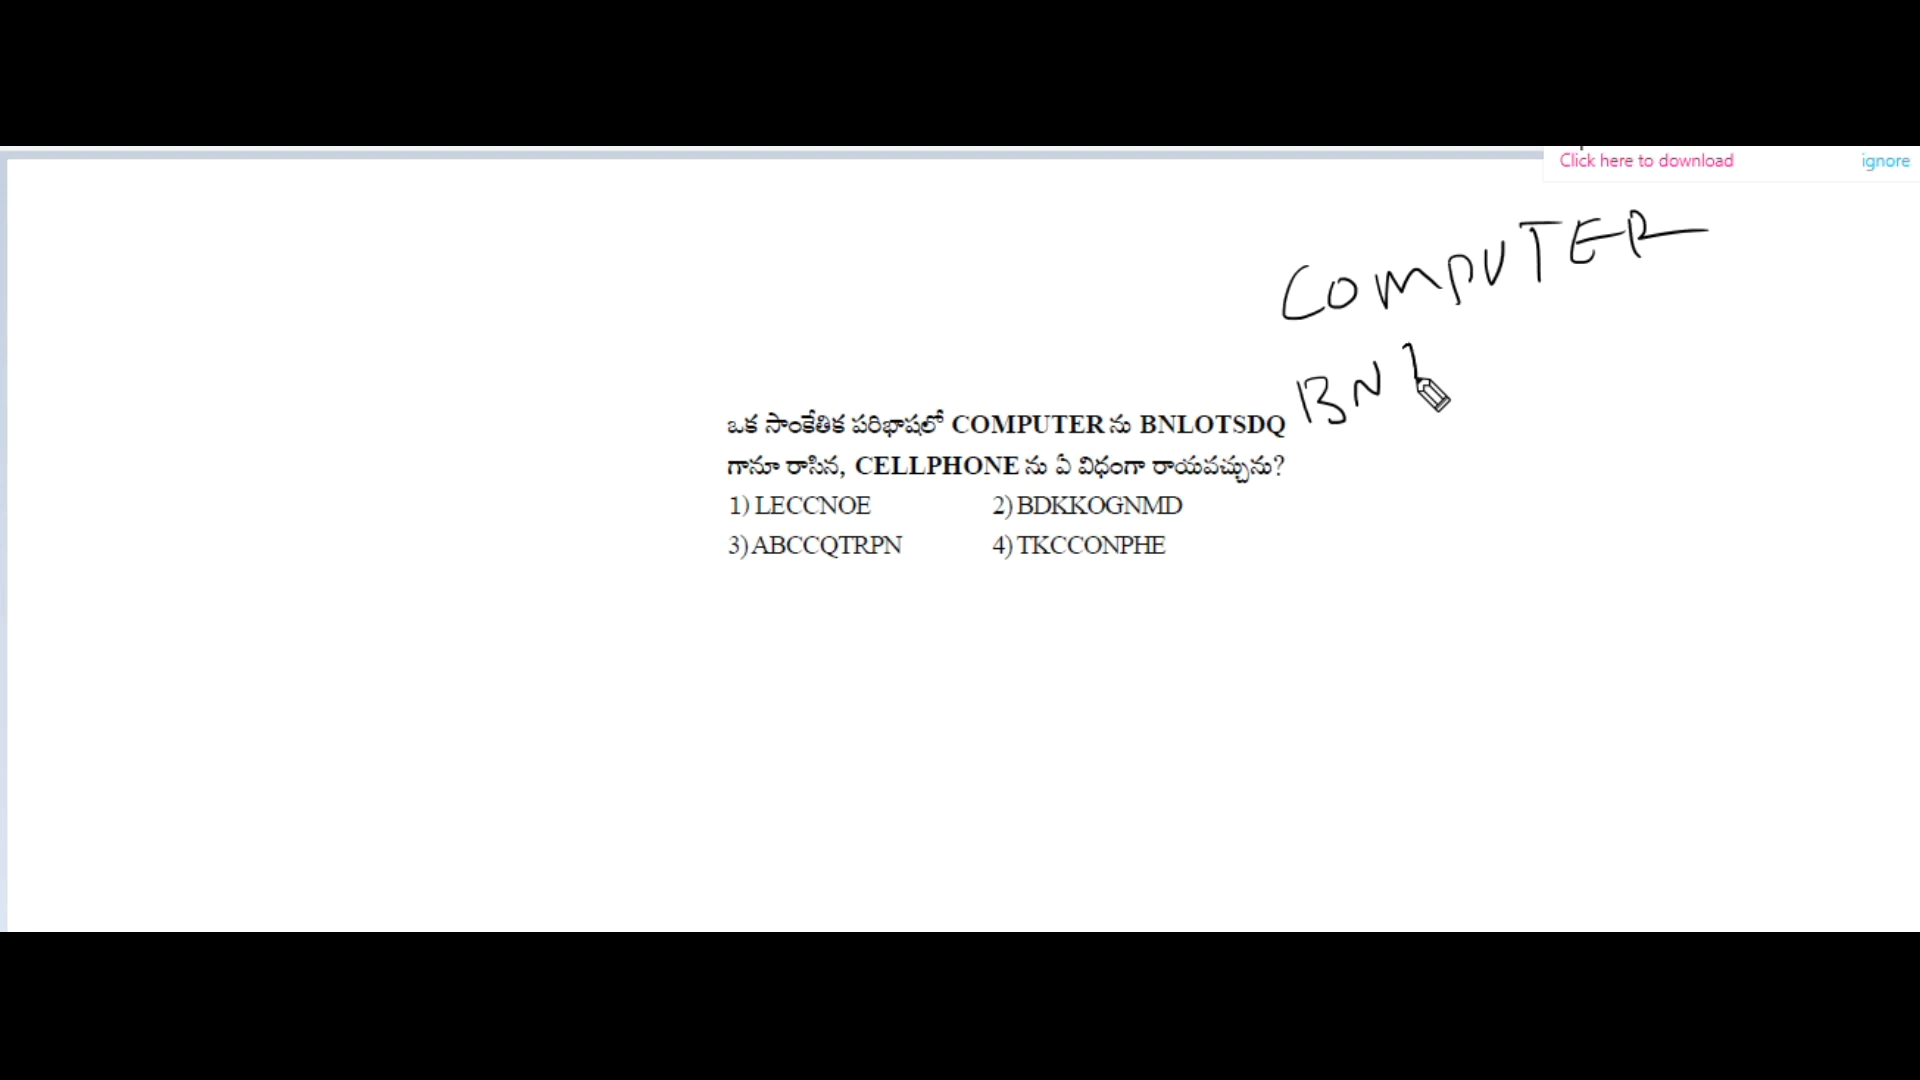 Click here to download ignore
COMPUTER
BN
ఒక సాంకేతిక పరిభాషలో COMPUTER ను BNLOTSDQ
గానూ రాసిన, CELLPHONE ను ఏ విధంగా రాయవచ్చును?
1) LECCNOE 2) BDKKOGNMD
3) ABCCQTRPN 4) TKCCONPHE